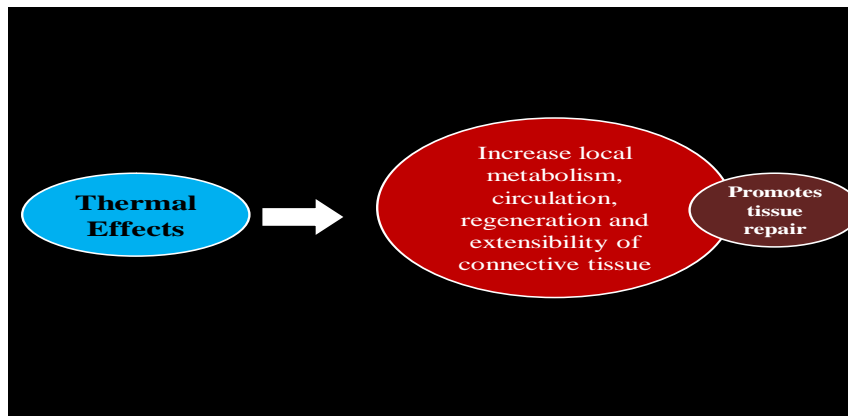 Thermal
Effects
Increase local
metabolism,
circulation,
regeneration and
extensibility of
connective tissue
Promotes
tissue
repair